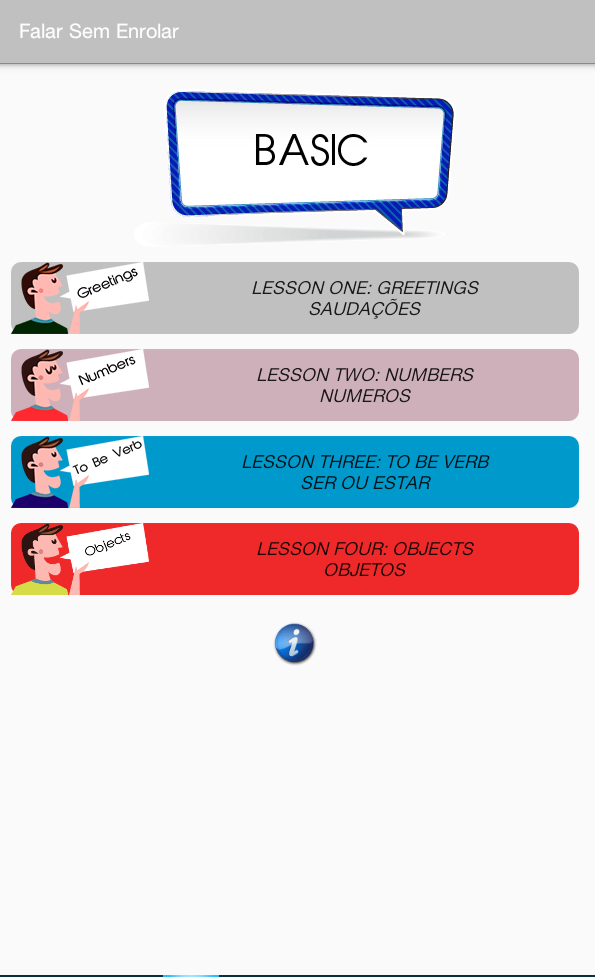 Falar Sem Enrolar
BASIC
Greetings
LESSON ONE: GREETINGS
SAUDAÇÕES
Numbers
LESSON TWO: NUMBERS
NUMEROS
To Be Verb
LESSON THREE: TO BE VERB
SER OU ESTAR
Objects
LESSON FOUR: OBJECTS
OBJETOS
i